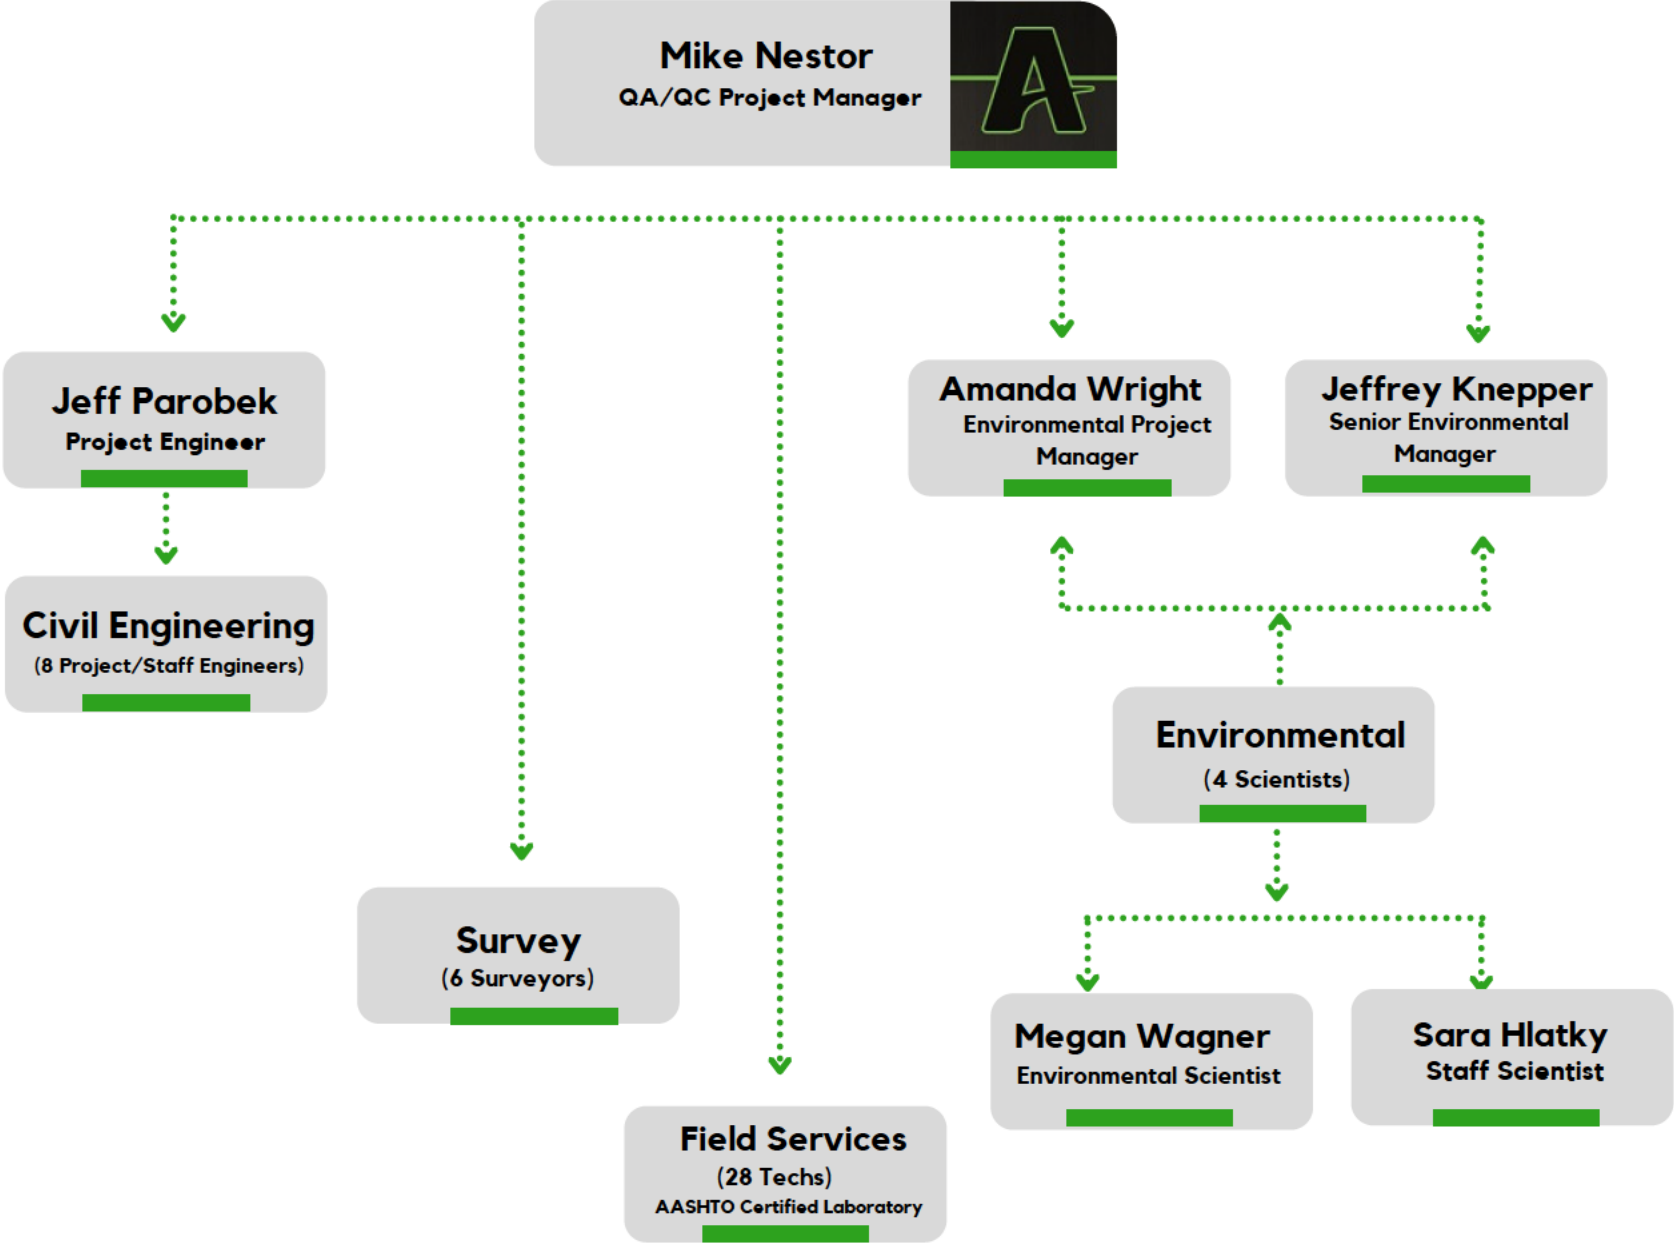 Mike Nestor
QA/QC Project Manager
A
Jeff Parobek
Project Engineer
Amanda Wright
Environmental Project
Manager
Jeffrey Knepper
Senior Environmental
Manager
Civil Engineering
(8 Project/Staff Engineers)
Environmental
(4 Scientists)
Survey
(6 Surveyors)
Megan Wagner
Environmental Scientist
Sara Hlatky
Staff Scientist
Field Services
(28 Techs)
AASHTO Certified Laboratory